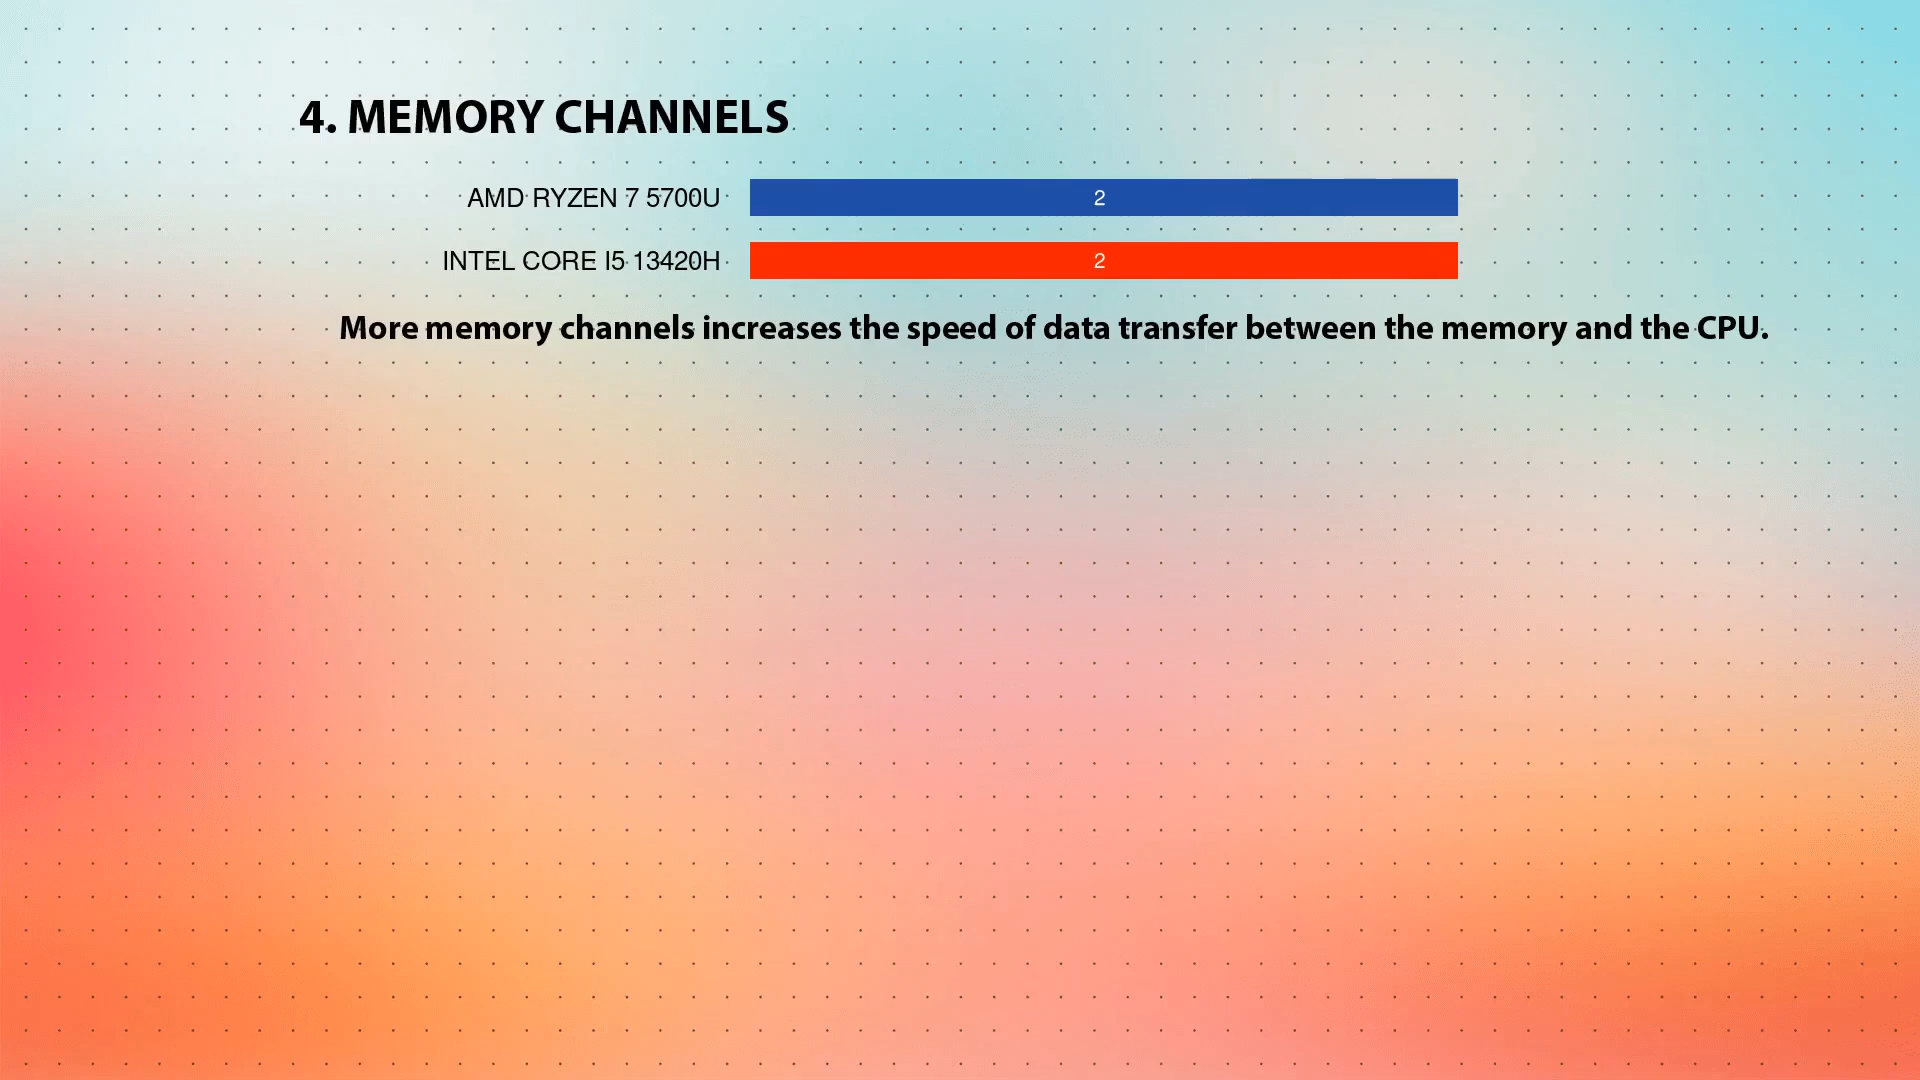 4. MEMORY CHANNELS
AMD RYZEN 7 5700U 2
INTEL CORE I5 13420H 2
More memory channels increases the speed of data transfer between the memory and the CPU.